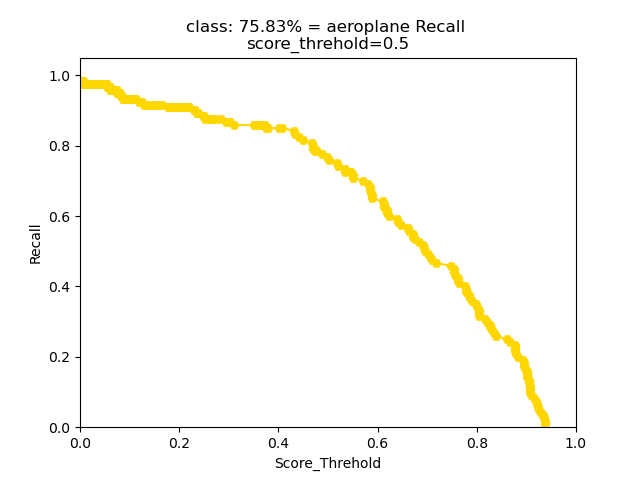 class: 75.83% = aeroplane Recall
score_threhold=0.5
1.0
0.8
0.6
0.4
0.2
0.0
Recall
0.0 0.2 0.4 0.6 0.8 1.0
Score_Threhold